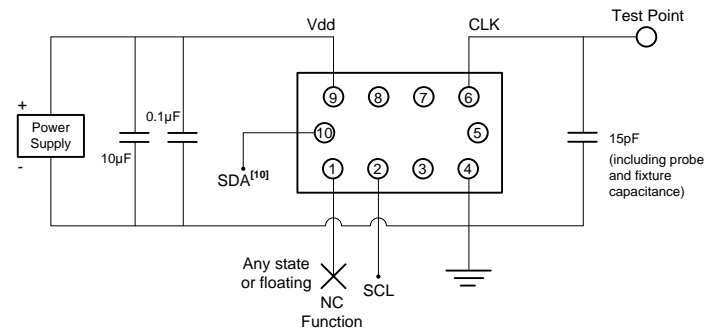 Test Point
Vdd
CLK
+
Power
Supply
-
10µF
0.1µF
9
8
7
6
10
5
1
2
3
4
SDA[10]
15pF
(including probe
and fixture
capacitance)
Any state
or floating
NC
Function
SCL